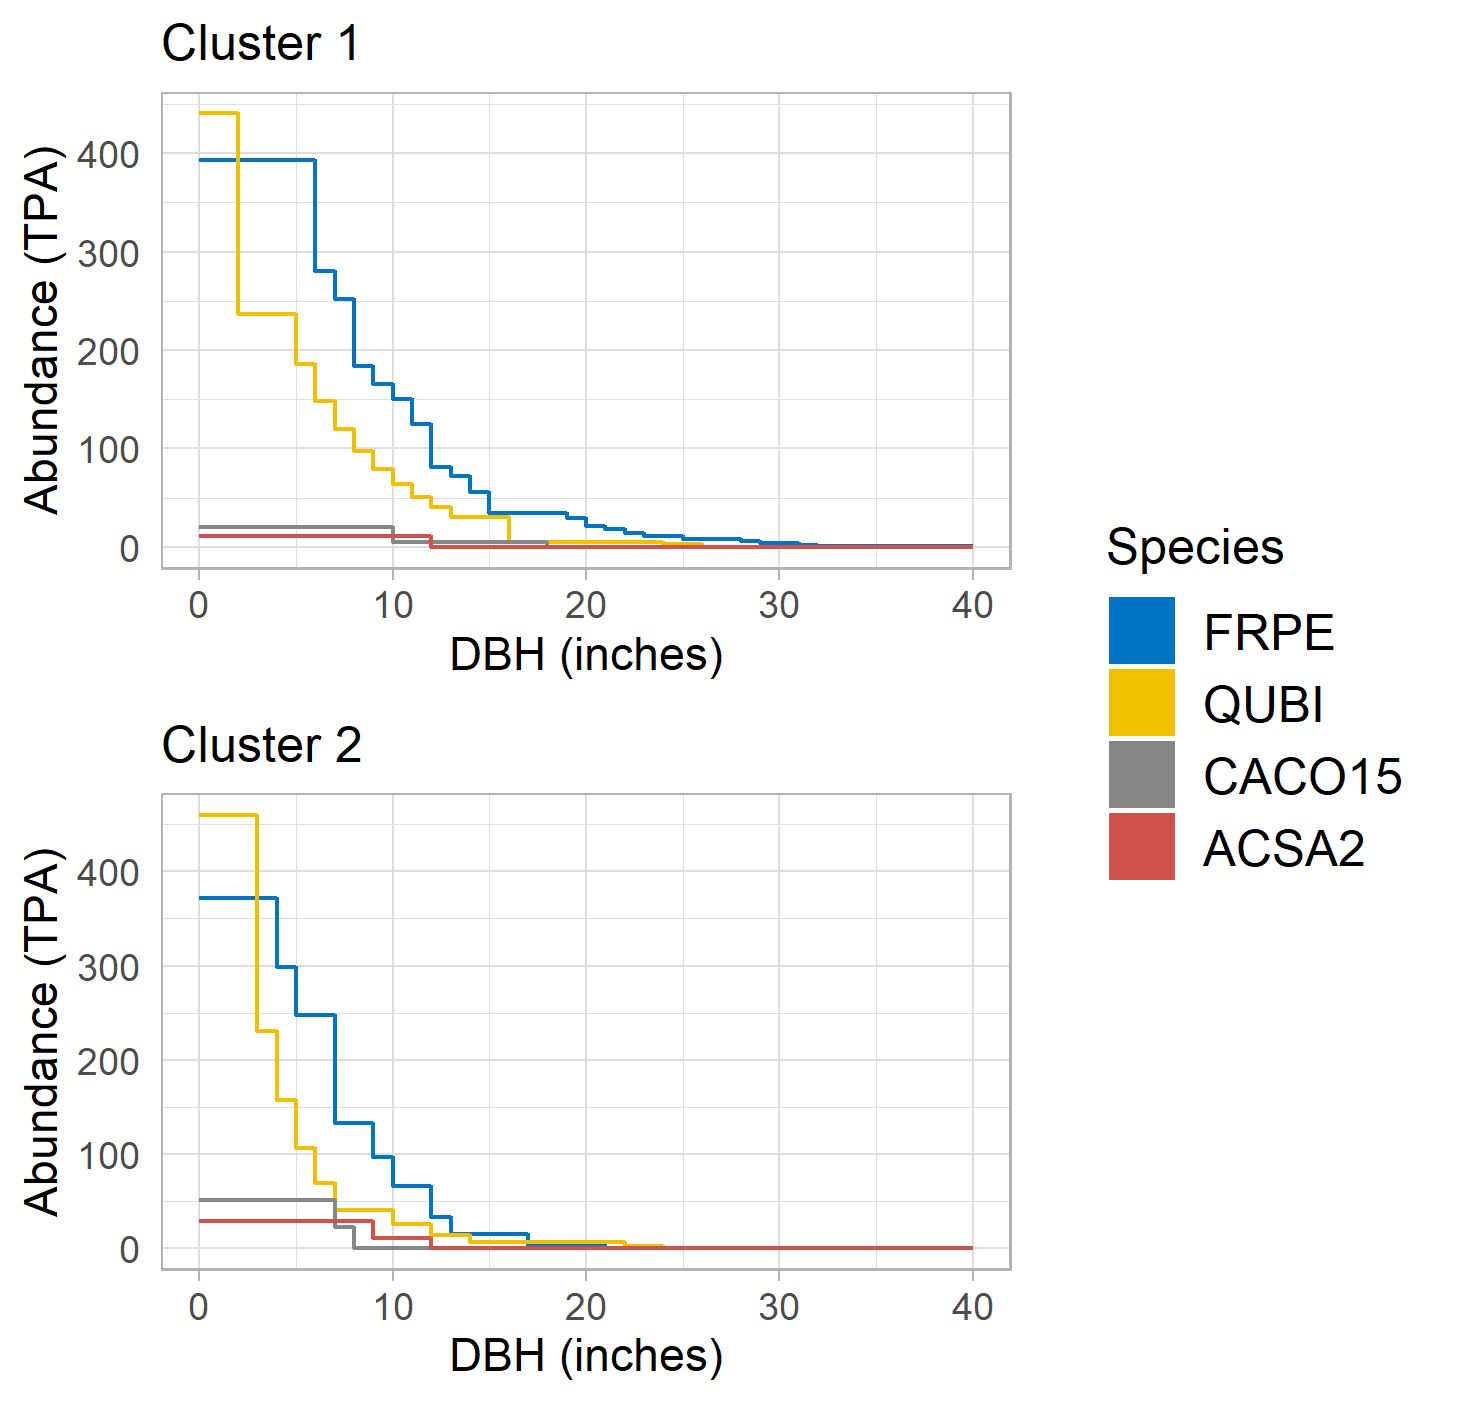 Cluster 1
Abundance (TPA)
400
300
200
100
0
0 10 20 30 40
DBH (inches)
Cluster 2
Abundance (TPA)
400
300
200
100
0
0 10 20 30 40
DBH (inches)
Species
FRPE
QUBI
CACO15
ACSA2